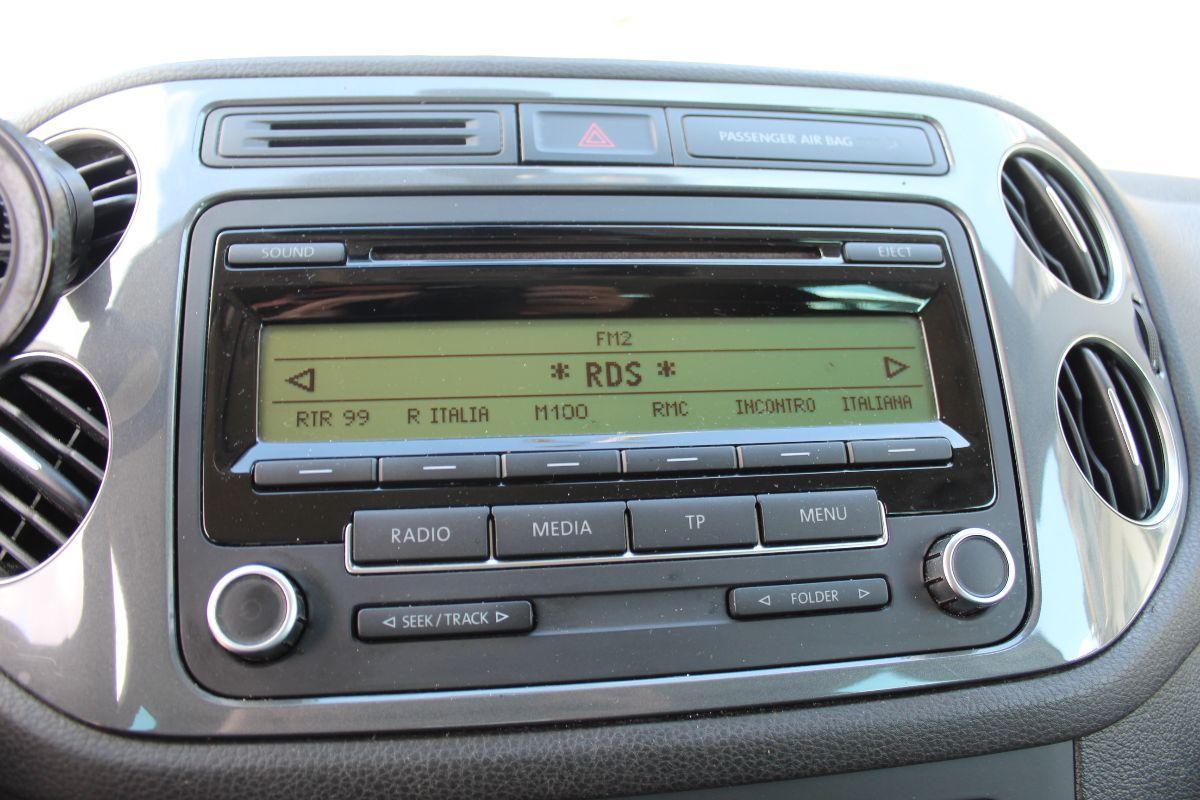 PASSENGER AIR BAG
SOUND
EJECT
FM2
* RDS *
RTR 99 R ITALIA M100 RMC INCONTRO ITALIANA
RADIO MEDIA TP MENU
SEEK / TRACK
FOLDER